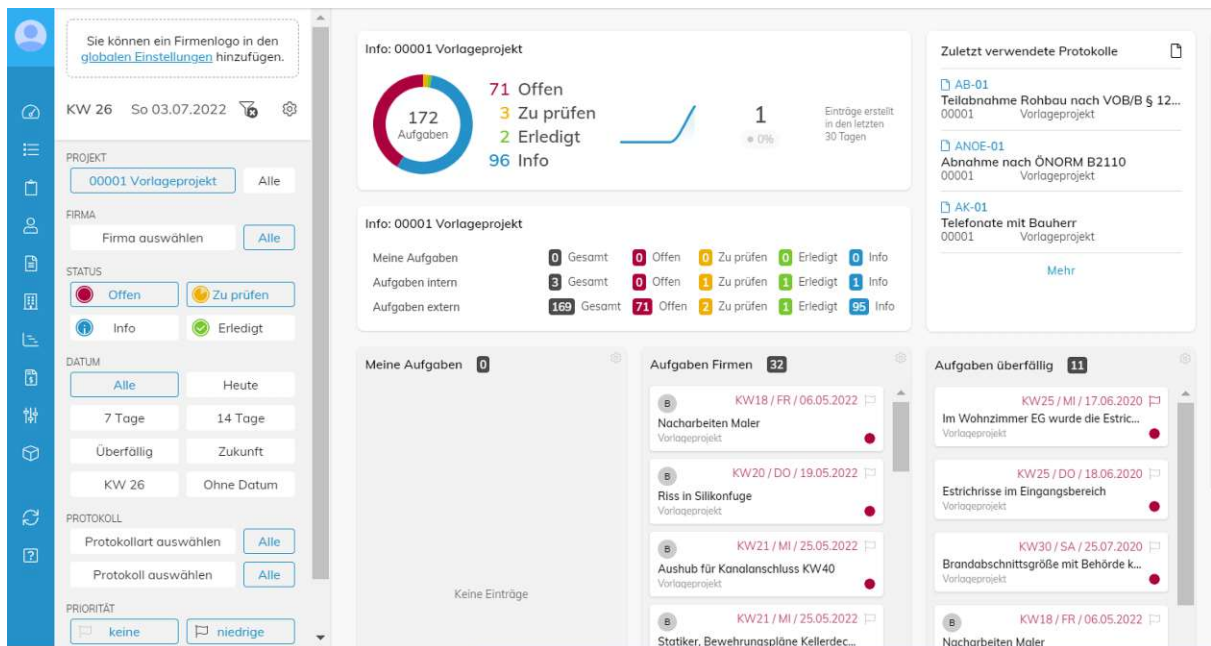 Sie können ein Firmenlogo in den
globalen Einstellungen hinzufügen.
KW 26 So 03.07.2022
PROJEKT
00001 Vorlageprojekt Alle
FIRMA
Firma auswählen Alle
STATUS
Offen Zu prüfen
Info Erledigt
DATUM
Alle Heute
7 Tage 14 Tage
Überfällig Zukunft
KW 26 Ohne Datum
PROTOKOLL
Protokollart auswählen Alle
Protokoll auswählen Alle
PRIORITÄT
keine niedrige
Info: 00001 Vorlageprojekt
172
Aufgaben
71 Offen
3 Zu prüfen
2 Erledigt
96 Info
1
0%
Einträge erstellt
in den letzten
30 Tagen
Info: 00001 Vorlageprojekt
Meine Aufgaben 0 Gesamt 0 Offen 0 Zu prüfen 0 Erledigt 0 Info
Aufgaben intern 3 Gesamt 0 Offen 1 Zu prüfen 1 Erledigt 1 Info
Aufgaben extern 169 Gesamt 71 Offen 2 Zu prüfen 1 Erledigt 95 Info
Zuletzt verwendete Protokolle
AB-01
Teilabnahme Rohbau nach VOB/B § 12...
00001 Vorlageprojekt
ANOE-01
Abnahme nach ÖNORM B2110
00001 Vorlageprojekt
AK-01
Telefonate mit Bauherr
00001 Vorlageprojekt
Mehr
Meine Aufgaben 0
Keine Einträge
Aufgaben Firmen 32
B KW18 / FR / 06.05.2022
Nacharbeiten Maler
Vorlageprojekt
B KW20 / DO / 19.05.2022
Riss in Silikonfuge
Vorlageprojekt
B KW21 / MI / 25.05.2022
Aushub für Kanalanschluss KW40
Vorlageprojekt
B KW21 / MI / 25.05.2022
Statiker, Bewehrungspläne Kellerdec...
Aufgaben überfällig 11
KW25 / MI / 17.06.2020
Im Wohnzimmer EG wurde die Estric...
Vorlageprojekt
KW25 / DO / 18.06.2020
Estrichrisse im Eingangsbereich
Vorlageprojekt
KW30 / SA / 25.07.2020
Brandabschnittsgröße mit Behörde k...
Vorlageprojekt
B KW18 / FR / 06.05.2022
Nacharbeiten Maler